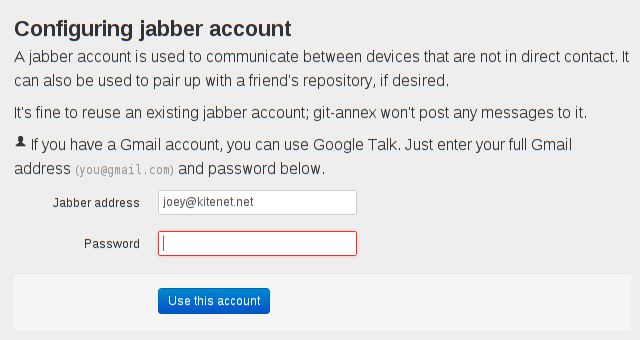 Configuring jabber account
A jabber account is used to communicate between devices that are not in direct contact. It
can also be used to pair up with a friend's repository, if desired.
It's fine to reuse an existing jabber account; git-annex won't post any messages to it.
If you have a Gmail account, you can use Google Talk. Just enter your full Gmail
address (you@gmail.com) and password below.
Jabber address joey@kitenet.net
Password
Use this account